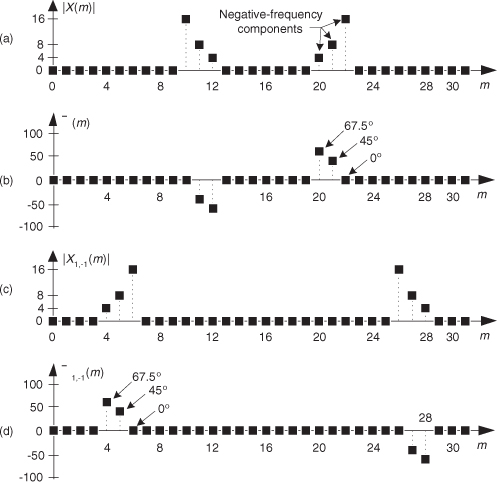 |X(m)|
Negative-frequency
components
16
(a)
8
4
0
0 4 8 12 16 20 24 28 30 m
¯ (m)
100
67.5°
50
45°
0°
(b)
0
4 8 12 16 20 24 28 30 m
-50
-100
|X1,-1(m)|
16
(c)
8
4
0
0 4 8 12 16 20 24 28 30 m
¯ 1,-1(m)
100
67.5°
45°
50
0°
28
(d)
0
4 8 12 16 20 24 30 m
-50
-100